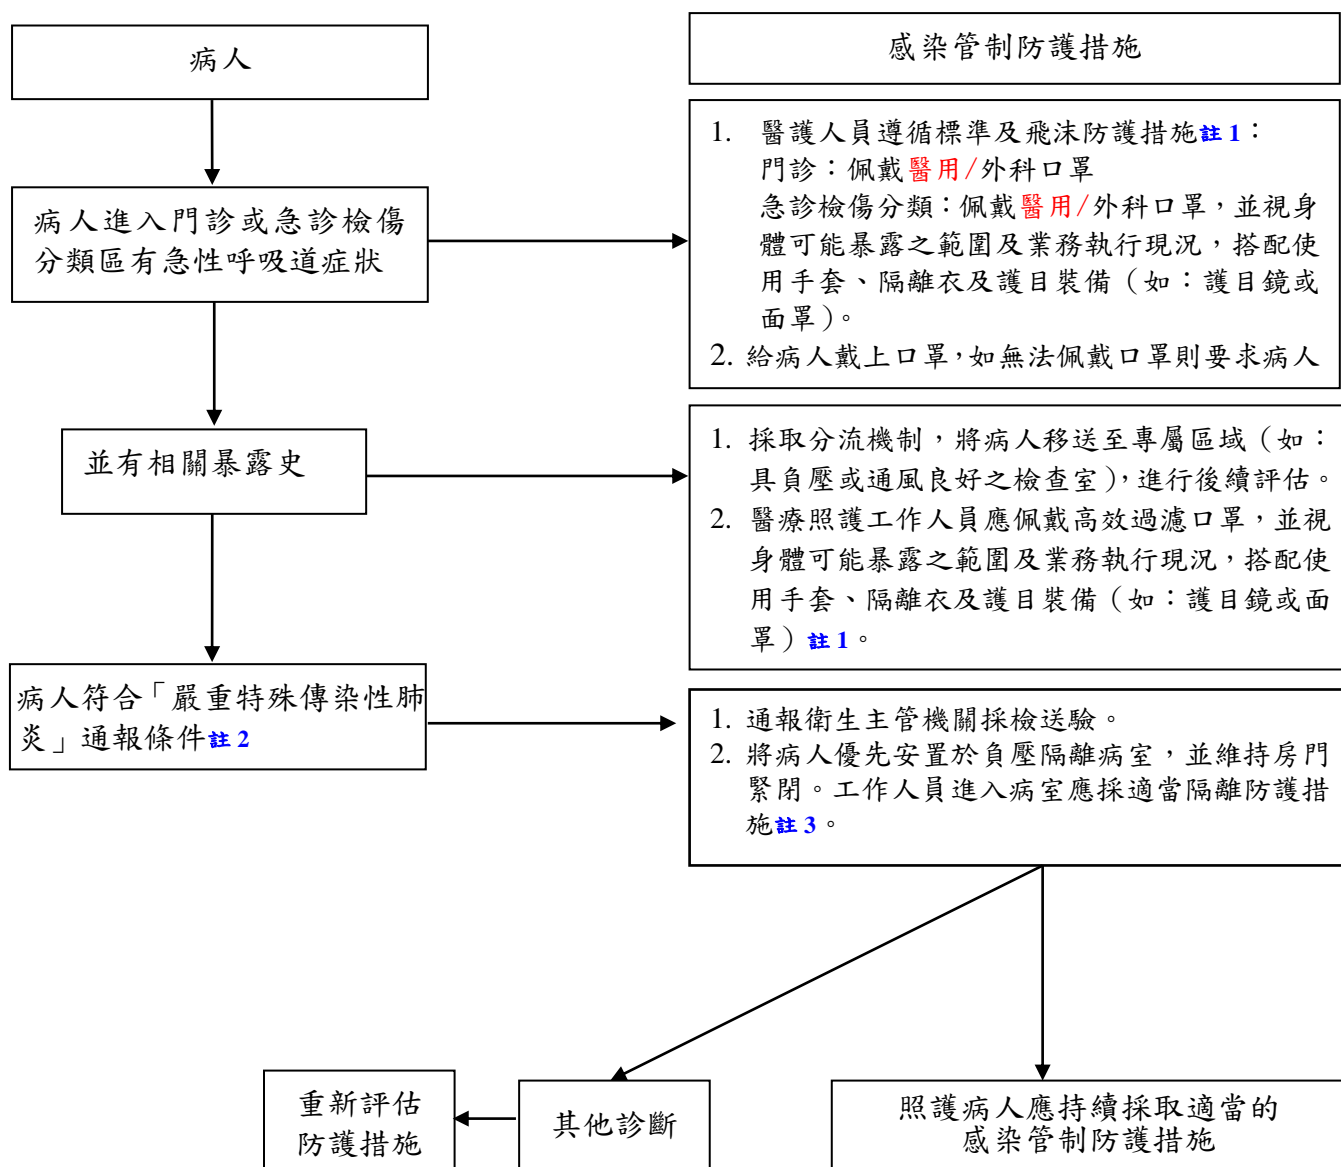 病人
感染管制防護措施
1. 醫護人員遵循標準及飛沫防護措施註 1：
門診：佩戴醫用/外科口罩
急診檢傷分類：佩戴醫用/外科口罩，並視身
體可能暴露之範圍及業務執行現況，搭配使
用手套、隔離衣及護目裝備（如：護目鏡或
面罩）。
2. 給病人戴上口罩，如無法佩戴口罩則要求病人
病人進入門診或急診檢傷
分類區有急性呼吸道症狀
並有相關暴露史
1. 採取分流機制，將病人移送至專屬區域（如：
具負壓或通風良好之檢查室），進行後續評估。
2. 醫療照護工作人員應佩戴高效過濾口罩，並視
身體可能暴露之範圍及業務執行現況，搭配使
用手套、隔離衣及護目裝備（如：護目鏡或面
罩）註 1。
病人符合「嚴重特殊傳染性肺
炎」通報條件註 2
1. 通報衛生主管機關採檢送驗。
2. 將病人優先安置於負壓隔離病室，並維持房門
緊閉。工作人員進入病室應採適當隔離防護措
施註 3。
重新評估
防護措施
其他診斷
照護病人應持續採取適當的
感染管制防護措施